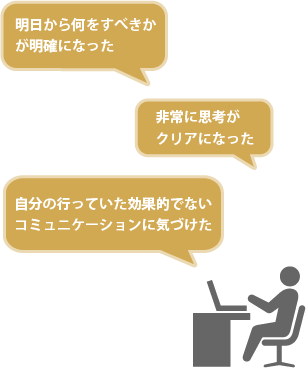 明日から何をすべきか
が明確になった
非常に思考が
クリアになった
自分の行っていた効果的でない
コミュニケーションに気づけた